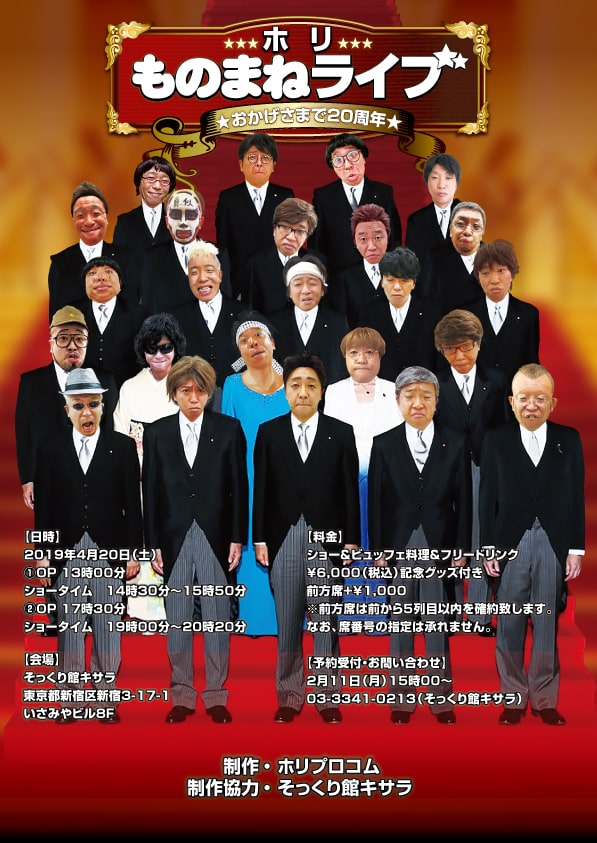 ★★★ホリ★★★
ものまねライブ
★おかげさまで20周年★
真似
【日時】
2019年4月20日(土)
①OP 13時00分
ショータイム 14時30分～15時50分
②OP 17時30分
ショータイム 19時00分～20時20分
【会場】
そっくり館キサラ
東京都新宿区新宿3-17-1
いさみやビル8F
【料金】
ショー&ビュッフェ料理&フリードリンク
¥6,000(税込)記念グッズ付き
前方席+¥1,000
※前方席は前から5列目以内を確約致します。
なお、席番号の指定は承れません。
【予約受付・お問い合わせ】
2月11日(月)15時00～
03-3341-0213(そっくり館キサラ)
制作・ホリプロコム
制作協力・そっくり館キサラ